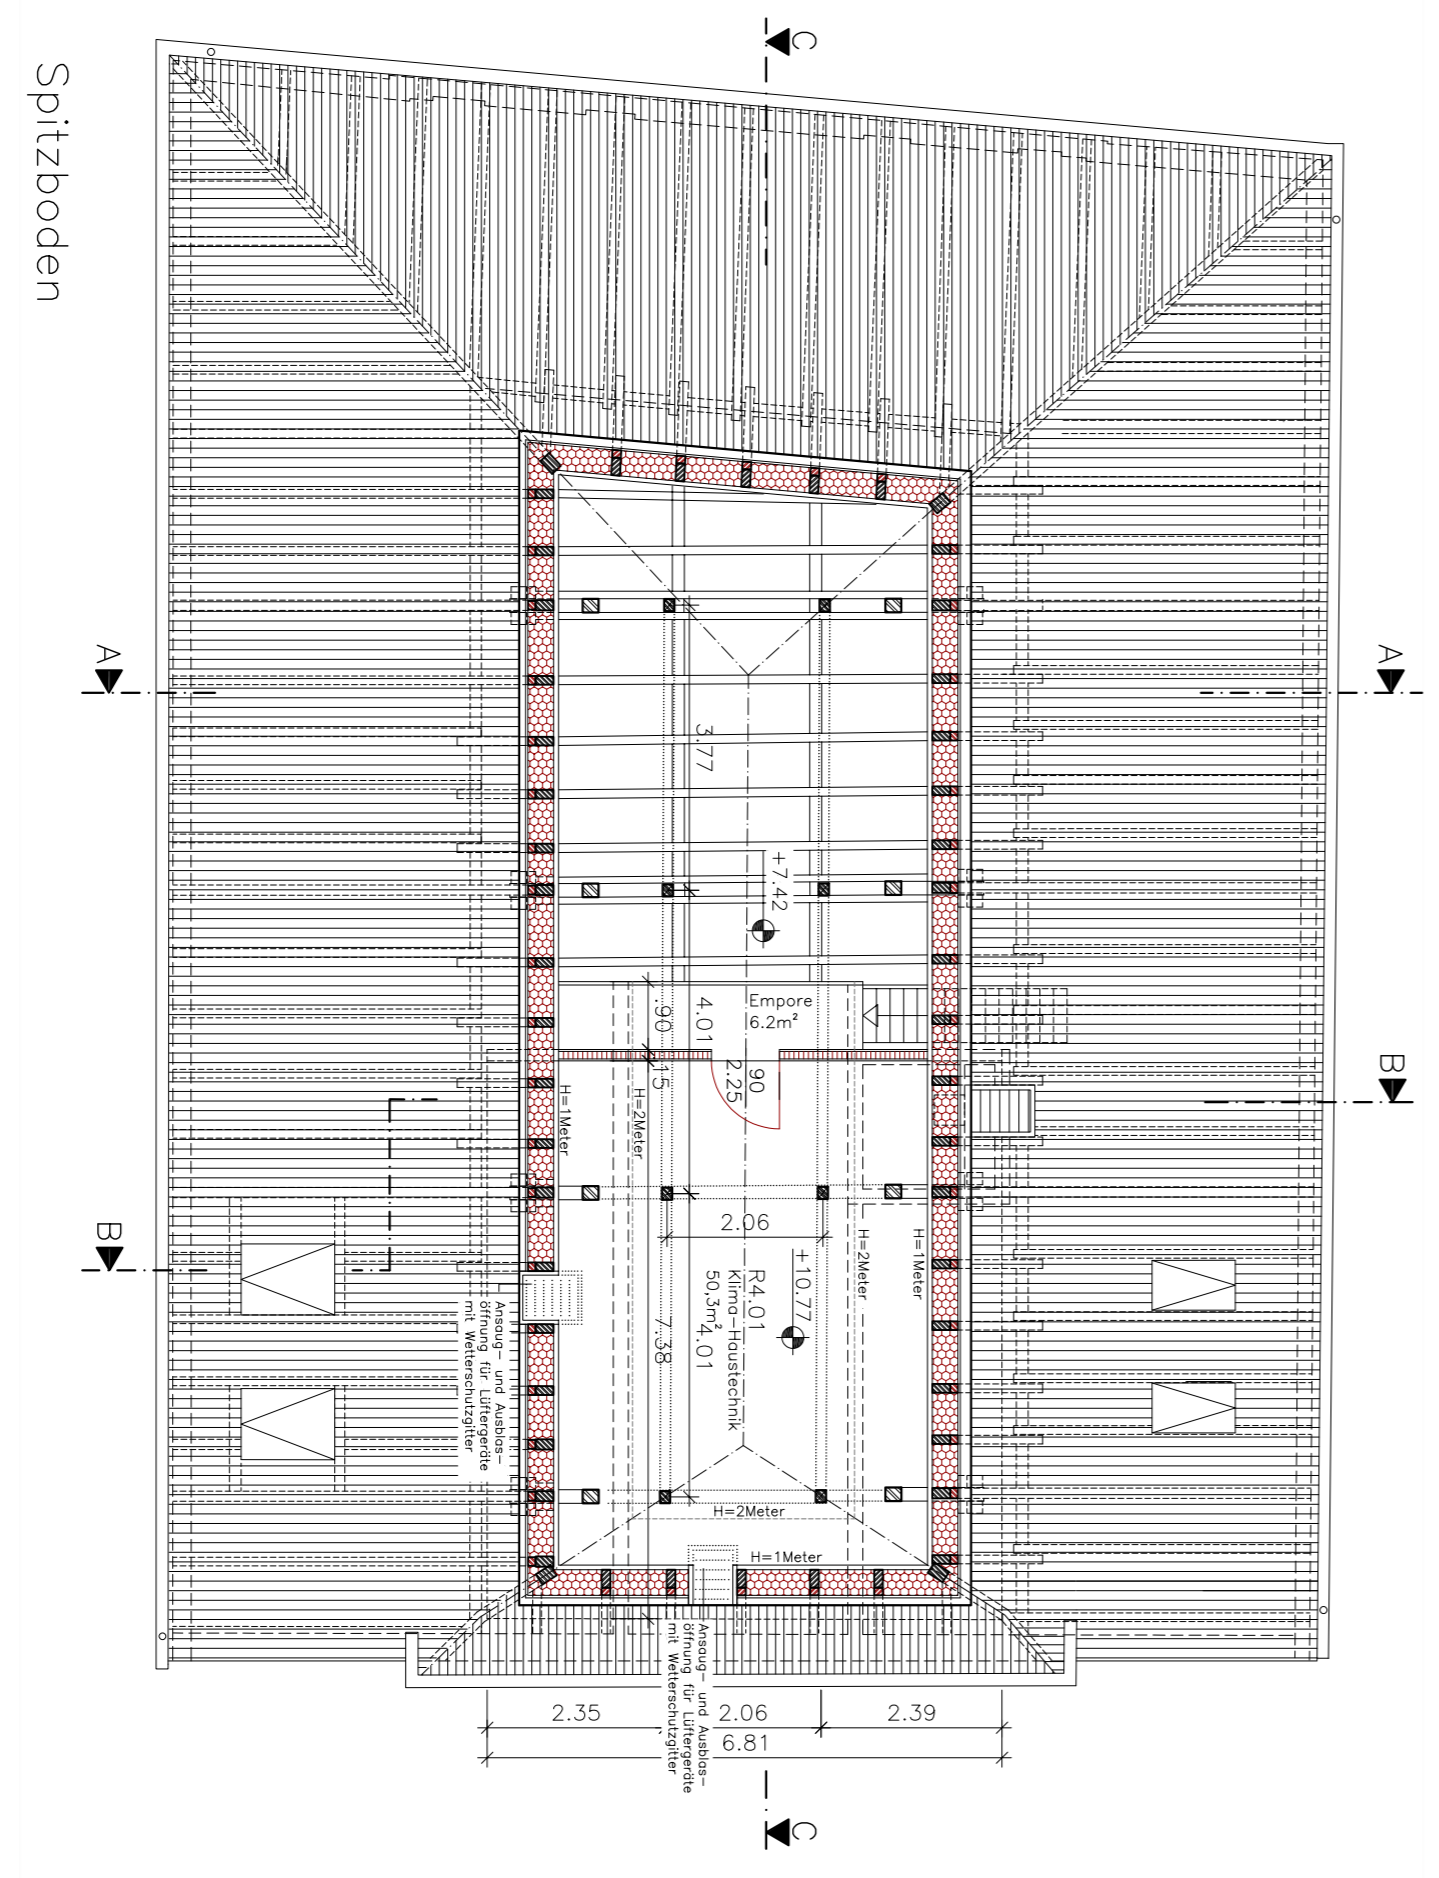 Spitzboden
C
A
A
3.77
+7.42
Empore
6.2m²
4.01
.90
15
90
2.25
H=1Meter
H=2Meter
B
B
2.06
H=2Meter
H=1Meter
+10.77
R4.01
Klima-Haustechnik
50,3m²
4.01
7.38
Ansaug- und Ausblas-
öffnung für Lüftergeräte
mit Wetterschutzgitter
H=2Meter
H=1Meter
Ansaug- und Ausblas-
öffnung für Lüftergeräte
mit Wetterschutzgitter
2.35
2.06
2.39
6.81
C